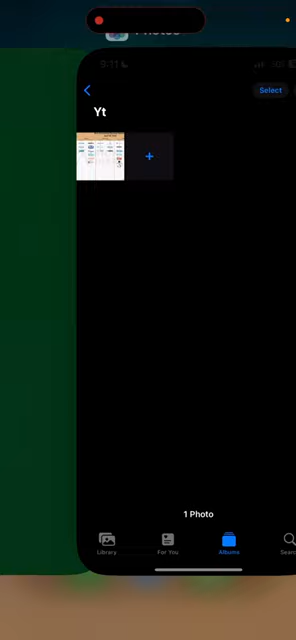 Photos
9:11
Select
Yt
1 Photo
Library
For You
Albums
Search